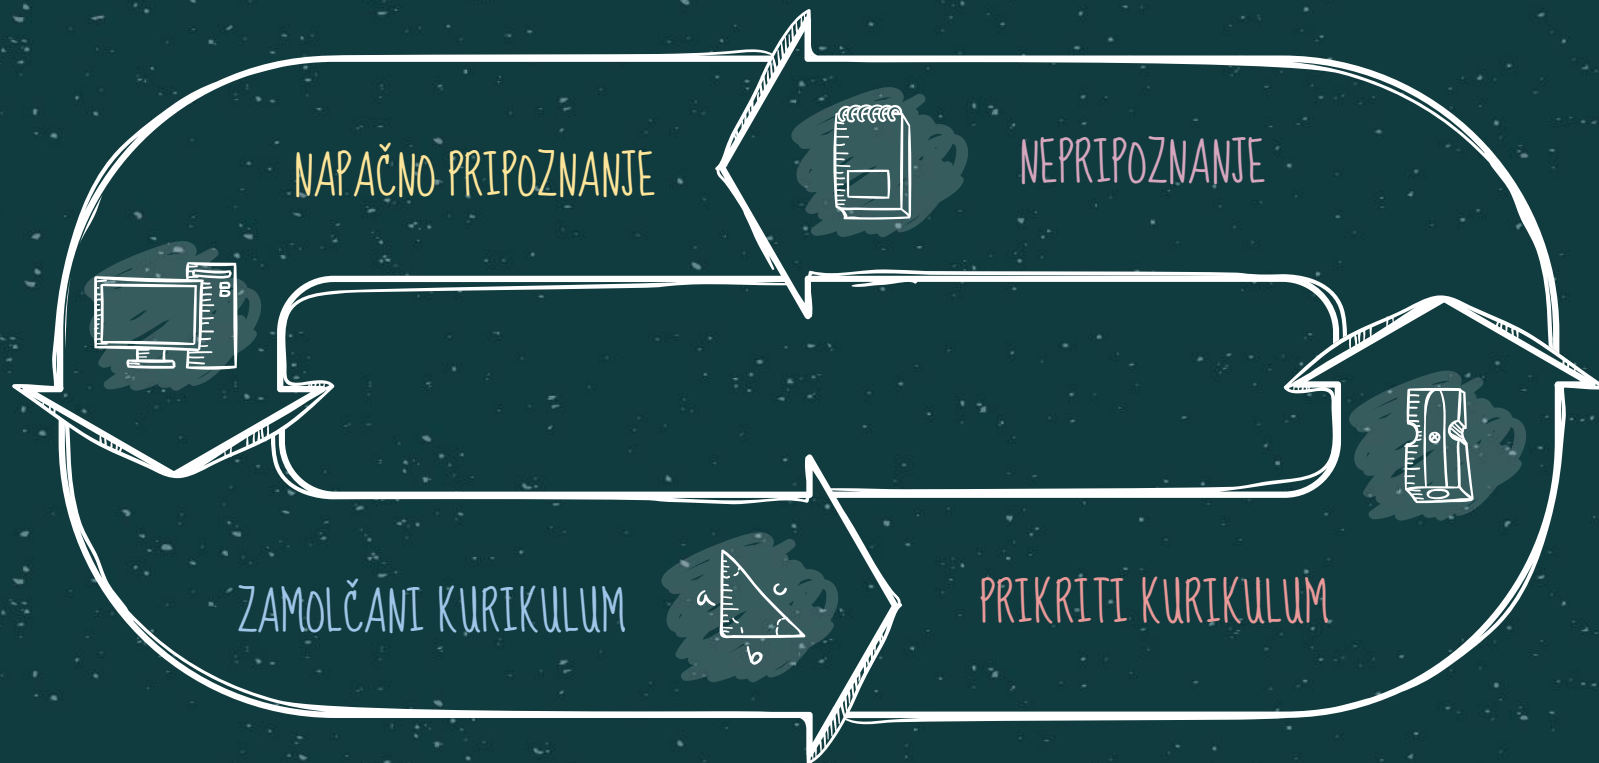 NAPAČNO PRIPOZNANJE
NEPRIPOZNANJE
ZAMOLČANI KURIKULUM
a
c
b
PRIKRITI KURIKULUM